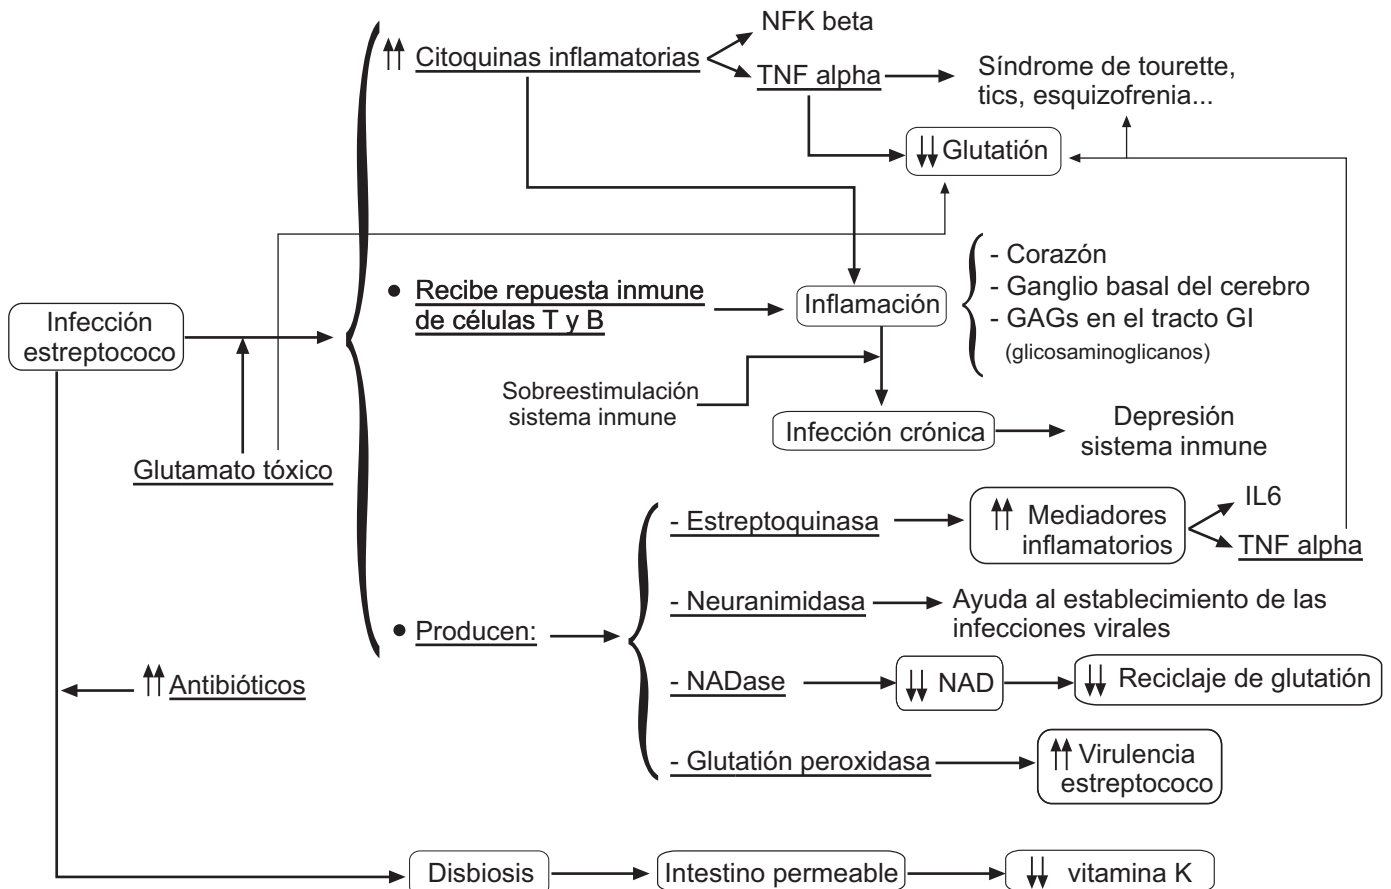 NFK beta
Citoquinas inflamatorias
TNF alpha
Síndrome de tourette,
tics, esquizofrenia...
Glutatión
- Corazón
- Ganglio basal del cerebro
- GAGs en el tracto GI
(glicosaminoglicanos)
● Recibe repuesta inmune
de células T y B
Inflamación
Infección
estreptococo
Sobreestimulación
sistema inmune
Infección crónica
Depresión
sistema inmune
Glutamato tóxico
- Estreptoquinasa
Mediadores
inflamatorios
IL6
TNF alpha
- Neuranimidasa
Ayuda al establecimiento de las
infecciones virales
● Producen:
Antibióticos
- NADase
NAD
Reciclaje de glutatión
- Glutatión peroxidasa
Virulencia
estreptococo
Disbiosis
Intestino permeable
vitamina K